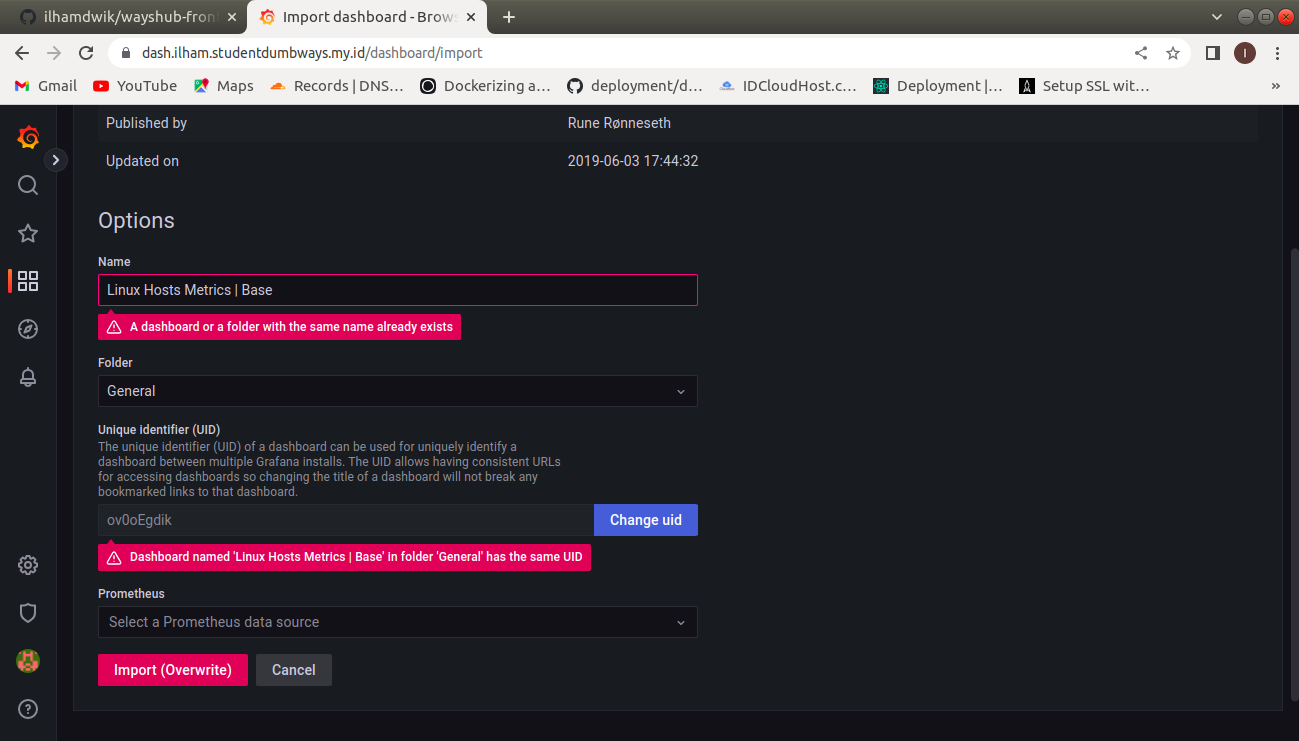 ilhamdwik/wayshub-fron
Import dashboard - Brow
dash.ilham.studentdumbways.my.id/dashboard/import
I
Gmail
YouTube
Maps
Records | DNS...
Dockerizing a...
deployment/d...
IDCloudHost.c...
Deployment |...
Setup SSL wit...
»
Published by Rune Rønneseth
Updated on 2019-06-03 17:44:32
Options
Name
Linux Hosts Metrics | Base
A dashboard or a folder with the same name already exists
Folder
General
Unique identifier (UID)
The unique identifier (UID) of a dashboard can be used for uniquely identify a
dashboard between multiple Grafana installs. The UID allows having consistent URLs
for accessing dashboards so changing the title of a dashboard will not break any
bookmarked links to that dashboard.
ov0oEgdik
Change uid
Dashboard named 'Linux Hosts Metrics | Base' in folder 'General' has the same UID
Prometheus
Select a Prometheus data source
Import (Overwrite)
Cancel